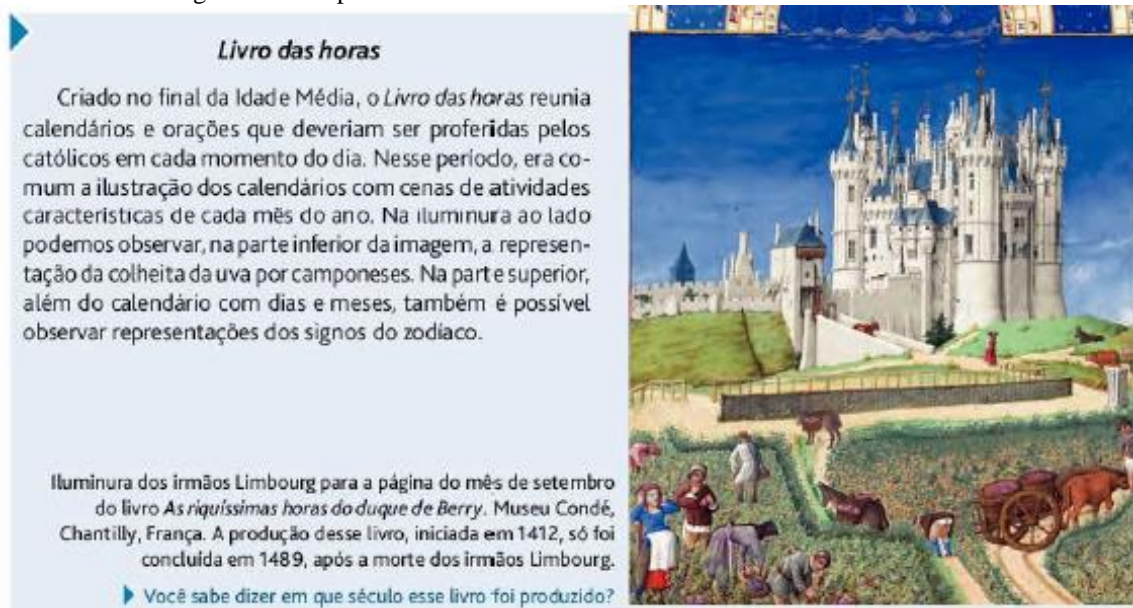 Livro das horas
Criado no final da Idade Média, o Livro das horas reunia
calendários e orações que deveriam ser proferidas pelos
católicos em cada momento do dia. Nesse período, era co-
mum a ilustração dos calendários com cenas de atividades
características de cada mês do ano. Na iluminura ao lado
podemos observar, na parte inferior da imagem, a represen-
tação da colheita da uva por camponeses. Na parte superior,
além do calendário com dias e meses, também é possível
observar representações dos signos do zodíaco.
Iluminura dos irmãos Limbourg para a página do mês de setembro
do livro As riquíssimas horas do duque de Berry. Museu Condé,
Chantilly, França. A produção desse livro, iniciada em 1412, só foi
concluída em 1489, após a morte dos irmãos Limbourg.
Você sabe dizer em que século esse livro foi produzido?